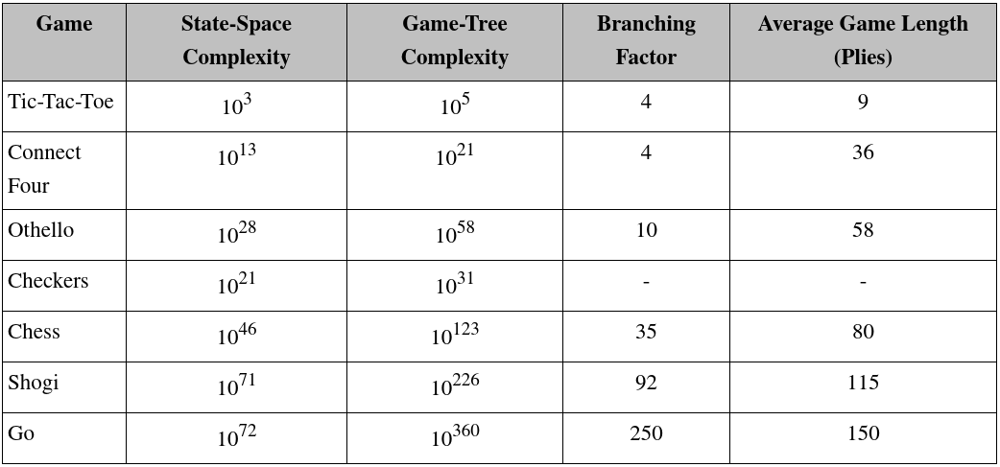 Game State-Space Complexity Game-Tree Complexity Branching Factor Average Game Length (Plies)
Tic-Tac-Toe 10^3 10^5 4 9
Connect Four 10^13 10^21 4 36
Othello 10^28 10^58 10 58
Checkers 10^21 10^31 - -
Chess 10^46 10^123 35 80
Shogi 10^71 10^226 92 115
Go 10^72 10^360 250 150